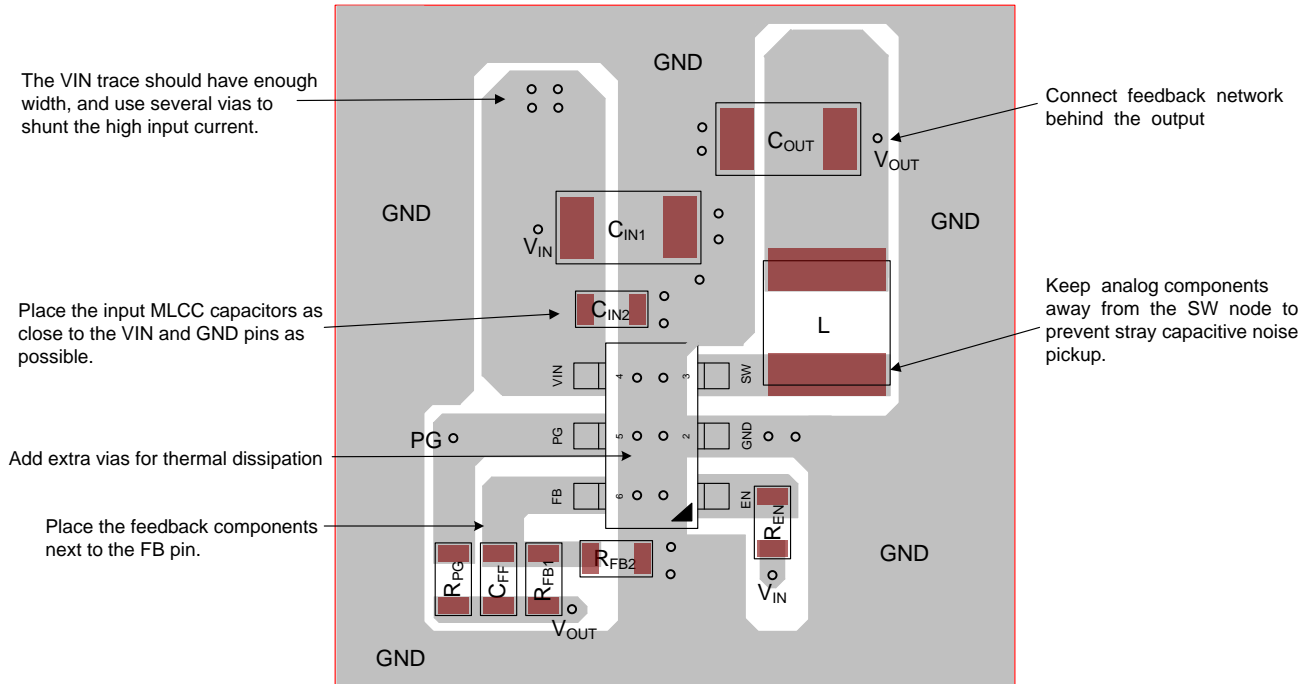 GND
The VIN trace should have enough
width, and use several vias to
shunt the high input current.
Connect feedback network
behind the output
COUT
VOUT
GND
GND
CIN1
VIN
Place the input MLCC capacitors as
close to the VIN and GND pins as
possible.
CIN2
Keep analog components
away from the SW node to
prevent stray capacitive noise
pickup.
L
VIN
4
3
SW
PG
PG
5
2
GND
Add extra vias for thermal dissipation
FB
6
EN
REN
Place the feedback components
next to the FB pin.
GND
RPG
CFF
RFB1
RFB2
VIN
VOUT
GND